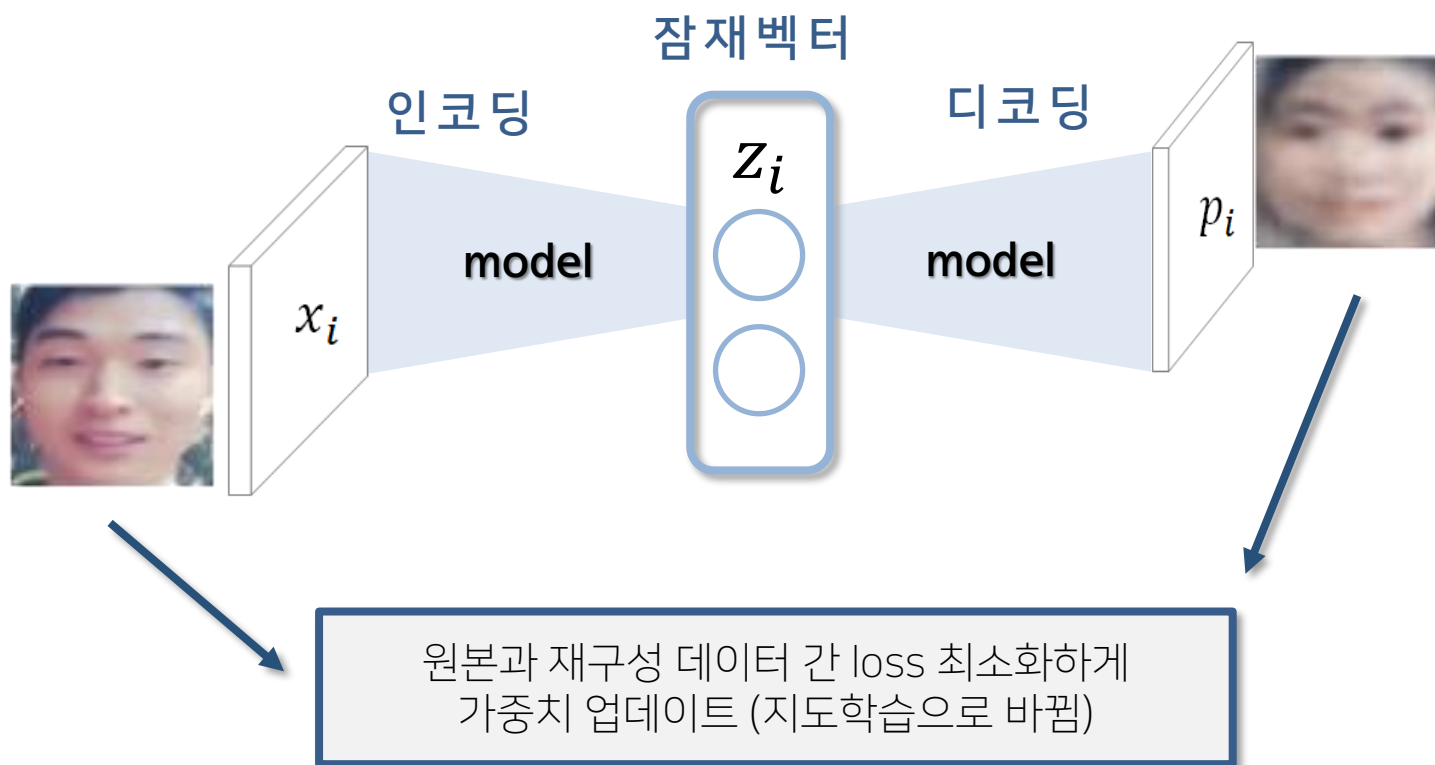 잠재벡터
인코딩
디코딩
z_i
p_i
model
model
x_i
원본과 재구성 데이터 간 loss 최소화하게
가중치 업데이트 (지도학습으로 바뀜)